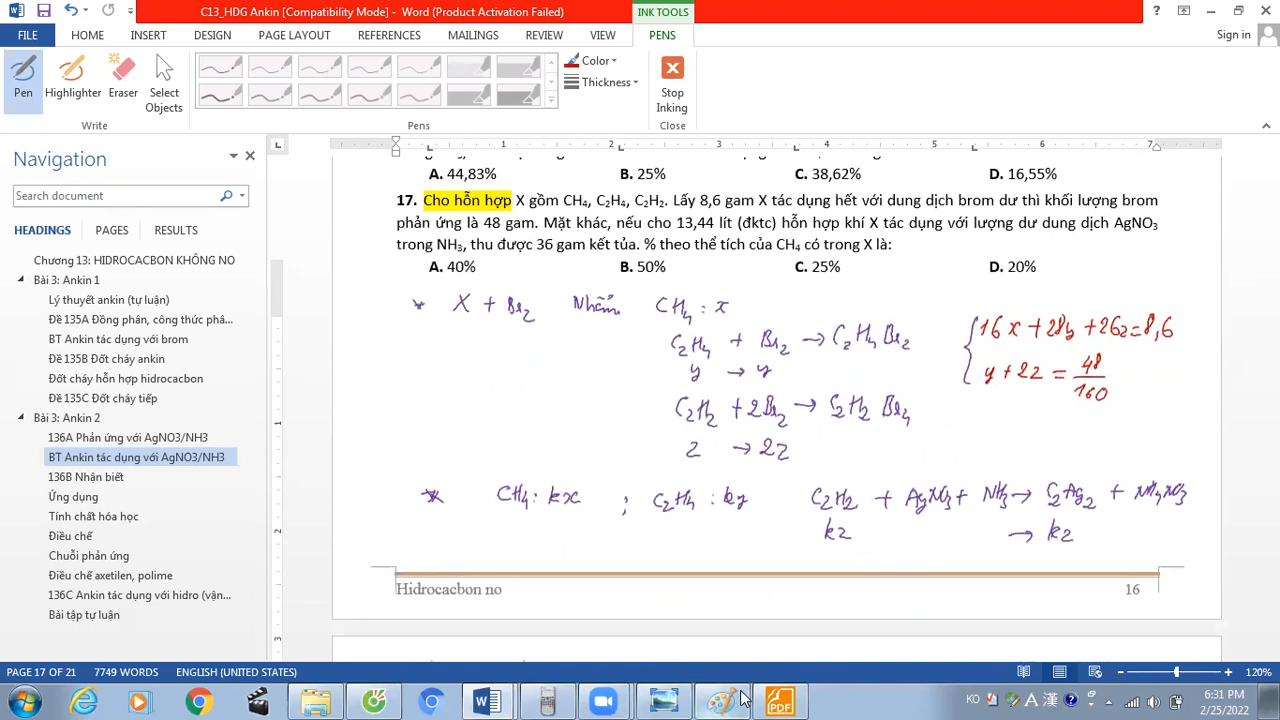 C13_HDG Ankin [Compatibility Mode] - Word (Product Activation Failed)
INK TOOLS
FILE HOME INSERT DESIGN PAGE LAYOUT REFERENCES MAILINGS REVIEW VIEW PENS
Sign in
Pen Highlighter Eraser Select Objects
Color
Thickness
Stop Inking
Write Pens Close
Navigation
Search document
HEADINGS PAGES RESULTS
Chương 13: HIDROCACBON KHÔNG NO
Bài 3: Ankin 1
Lý thuyết ankin (tự luận)
Đề 135A Đồng phân, công thức phâ...
BT Ankin tác dụng với brom
Đề 135B Đốt cháy ankin
Đốt cháy hỗn hợp hidrocacbon
Đề 135C Đốt cháy tiếp
Bài 3: Ankin 2
136A Phản ứng với AgNO3/NH3
BT Ankin tác dụng với AgNO3/NH3
136B Nhận biết
Ứng dụng
Tính chất hóa học
Điều chế
Chuỗi phản ứng
Điều chế axetilen, polime
136C Ankin tác dụng với hidro (vận...
Bài tập tự luận
1 2 3 4 5 6 7
1
2
3
A. 44,83% B. 25% C. 38,62% D. 16,55%
17. Cho hỗn hợp X gồm CH₄, C₂H₄, C₂H₂. Lấy 8,6 gam X tác dụng hết với dung dịch brom dư thì khối lượng brom
phản ứng là 48 gam. Mặt khác, nếu cho 13,44 lít (đktc) hỗn hợp khí X tác dụng với lượng dư dung dịch AgNO₃
trong NH₃, thu được 36 gam kết tủa. % theo thể tích của CH₄ có trong X là:
A. 40% B. 50% C. 25% D. 20%
* X + Br₂ CH₄ : x
C₂H₄ + Br₂ → C₂H₄Br₂
y → y
C₂H₂ + 2Br₂ → C₂H₂Br₄
z → 2z
16x + 28y + 26z = 8,6
y + 2z = 48/160
* CH₄ : kx ; C₂H₄ : ky C₂H₂ + AgNO₃ + NH₃ → C₂Ag₂ + NH₄NO₃
kz → kz
Hidrocacbon no 16
PAGE 17 OF 21 7749 WORDS ENGLISH (UNITED STATES) 120%
KO A 漢
6:31 PM
2/25/2022